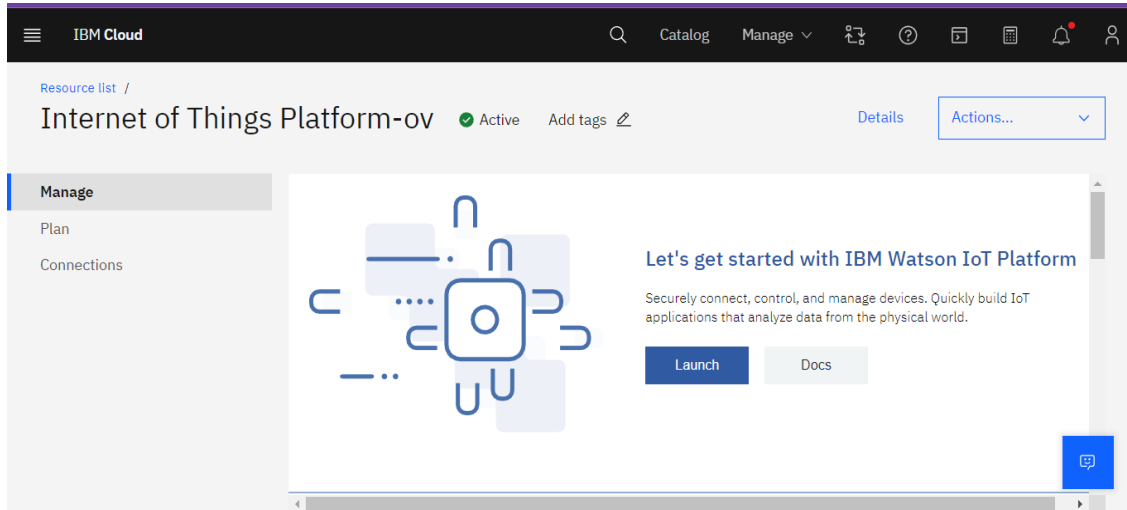 IBM Cloud
Catalog
Manage
Resource list /
Internet of Things Platform-ov
Active
Add tags
Details
Actions...
Manage
Plan
Connections
Let's get started with IBM Watson IoT Platform
Securely connect, control, and manage devices. Quickly build IoT
applications that analyze data from the physical world.
Launch
Docs